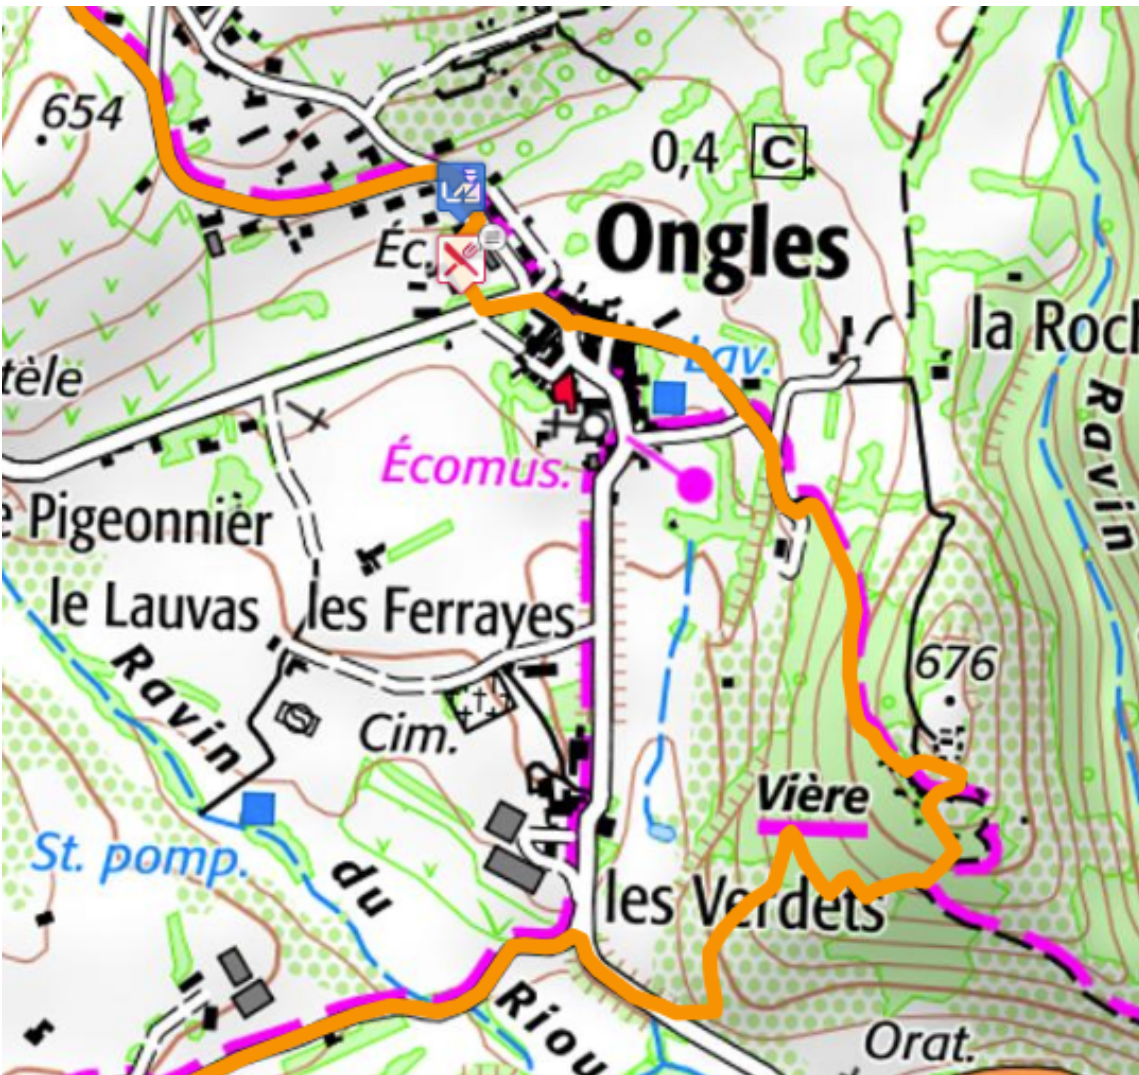 654
0,4 C
Éc.
Ongles
la Roc
Lav.
tèle
Ravin
Écomus.
e Pigeonnier
le Lauvas
les Ferrayes
Ravin
676
Cim.
Vière
St. pomp.
du
les Verdets
Riou
Orat.